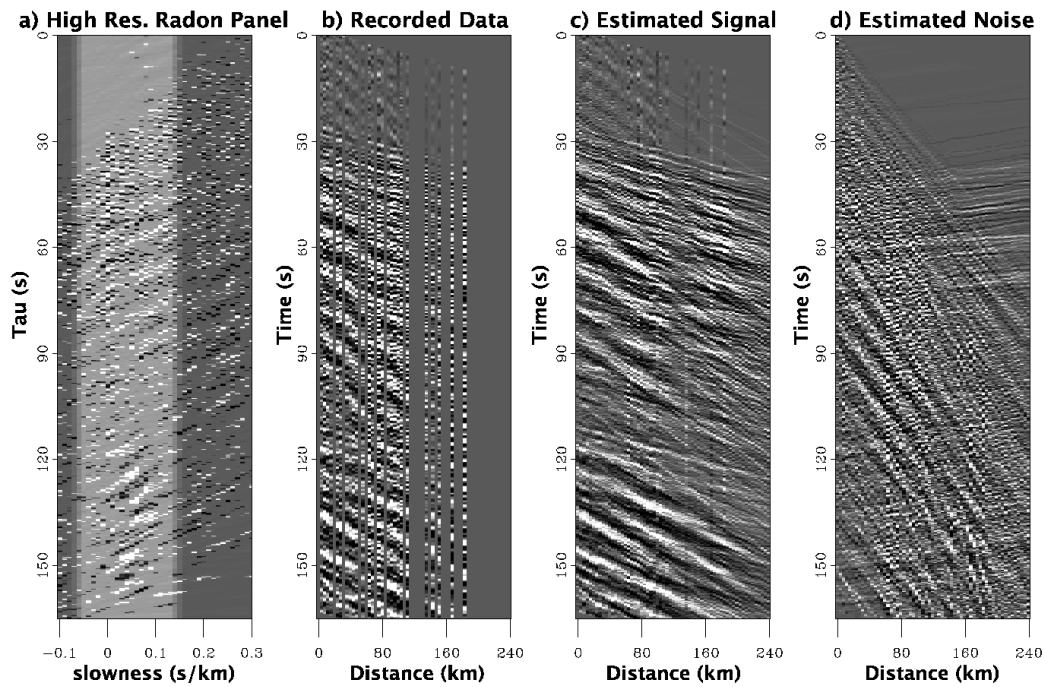 a) High Res. Radon Panel
b) Recorded Data
c) Estimated Signal
d) Estimated Noise
Tau (s)
0
30
60
90
120
150
-0.1 0 0.1 0.2 0.3
slowness (s/km)
Time (s)
0
30
60
90
120
150
0 80 160 240
Distance (km)
Time (s)
0
30
60
90
120
150
0 80 160 240
Distance (km)
Time (s)
0
30
60
90
120
150
0 80 160 240
Distance (km)